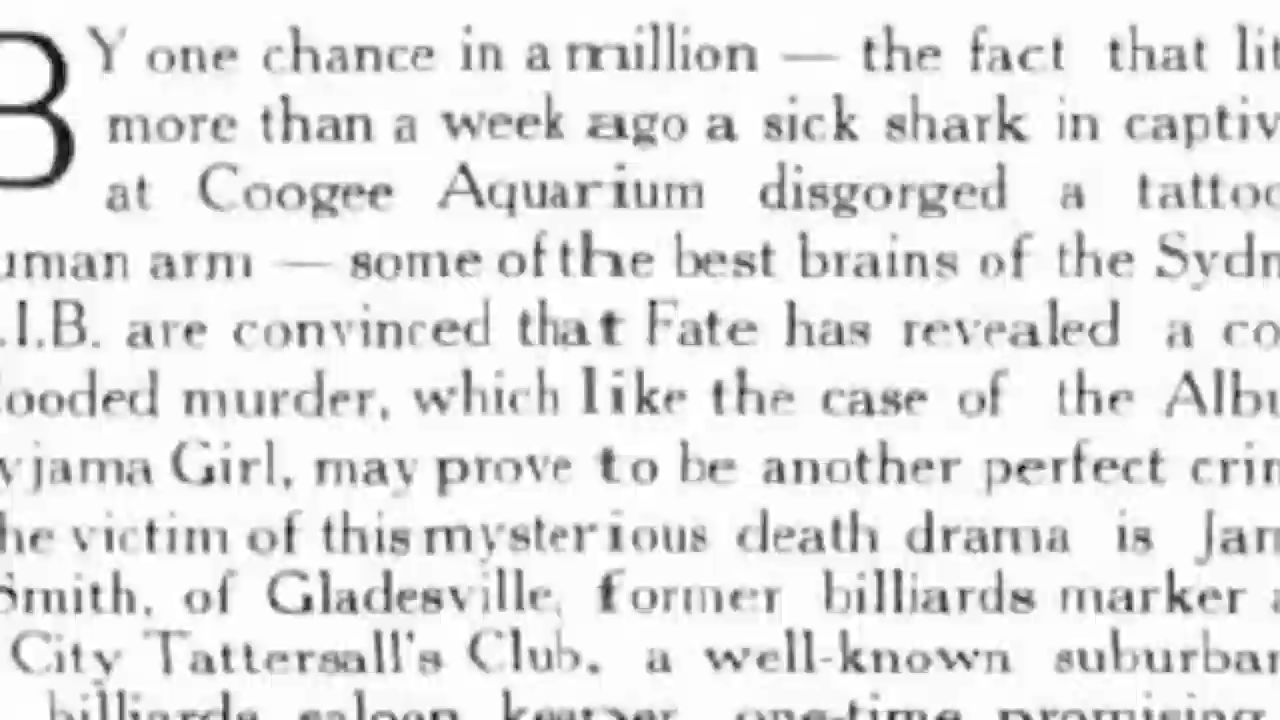 BY one chance in a million — the fact that lit
more than a week ago a sick shark in captiv
at Coogee Aquarium disgorged a tattoo
uman arm — some of the best brains of the Sydn
.I.B. are convinced that Fate has revealed a co
looded murder, which like the case of the Albu
yjama Girl, may prove to be another perfect crim
he victim of this mysterious death drama is Jam
Smith, of Gladesville, former billiards marker a
City Tattersall's Club, a well-known suburban
billiards saloon keeper, one-time promising